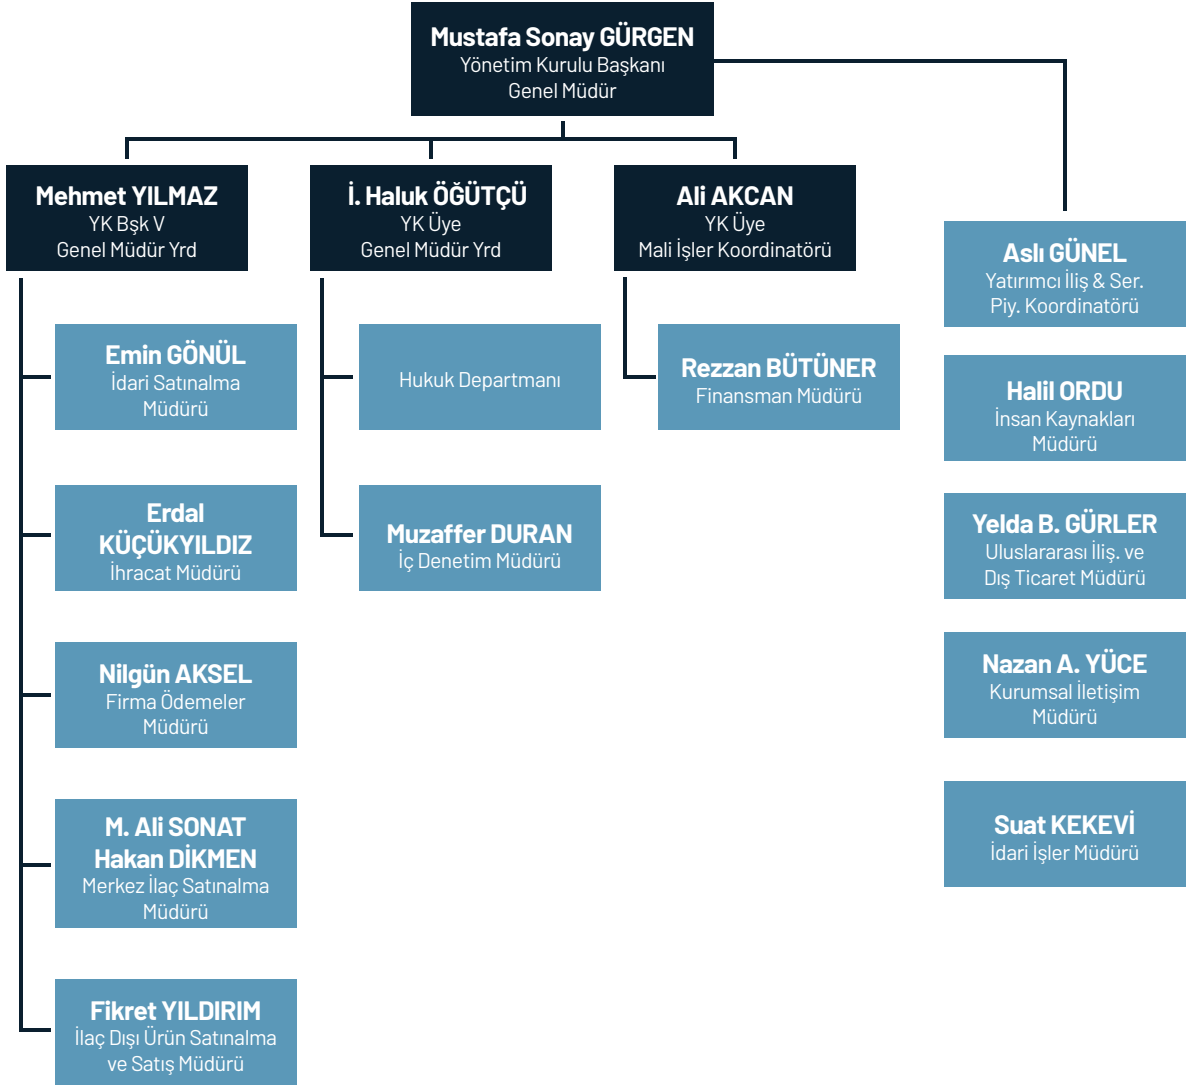 Mustafa Sonay GÜRGEN
Yönetim Kurulu Başkanı
Genel Müdür
Mehmet YILMAZ
YK Bşk V
Genel Müdür Yrd
İ. Haluk ÖĞÜTÇÜ
YK Üye
Genel Müdür Yrd
Ali AKCAN
YK Üye
Mali İşler Koordinatörü
Aslı GÜNEL
Yatırımcı İliş & Ser.
Piy. Koordinatörü
Emin GÖNÜL
İdari Satınalma
Müdürü
Hukuk Departmanı
Rezzan BÜTÜNER
Finansman Müdürü
Halil ORDU
İnsan Kaynakları
Müdürü
Erdal
KÜÇÜKYILDIZ
İhracat Müdürü
Muzaffer DURAN
İç Denetim Müdürü
Yelda B. GÜRLER
Uluslararası İliş. ve
Dış Ticaret Müdürü
Nilgün AKSEL
Firma Ödemeler
Müdürü
Nazan A. YÜCE
Kurumsal İletişim
Müdürü
M. Ali SONAT
Hakan DİKMEN
Merkez İlaç Satınalma
Müdürü
Suat KEKEVİ
İdari İşler Müdürü
Fikret YILDIRIM
İlaç Dışı Ürün Satınalma
ve Satış Müdürü